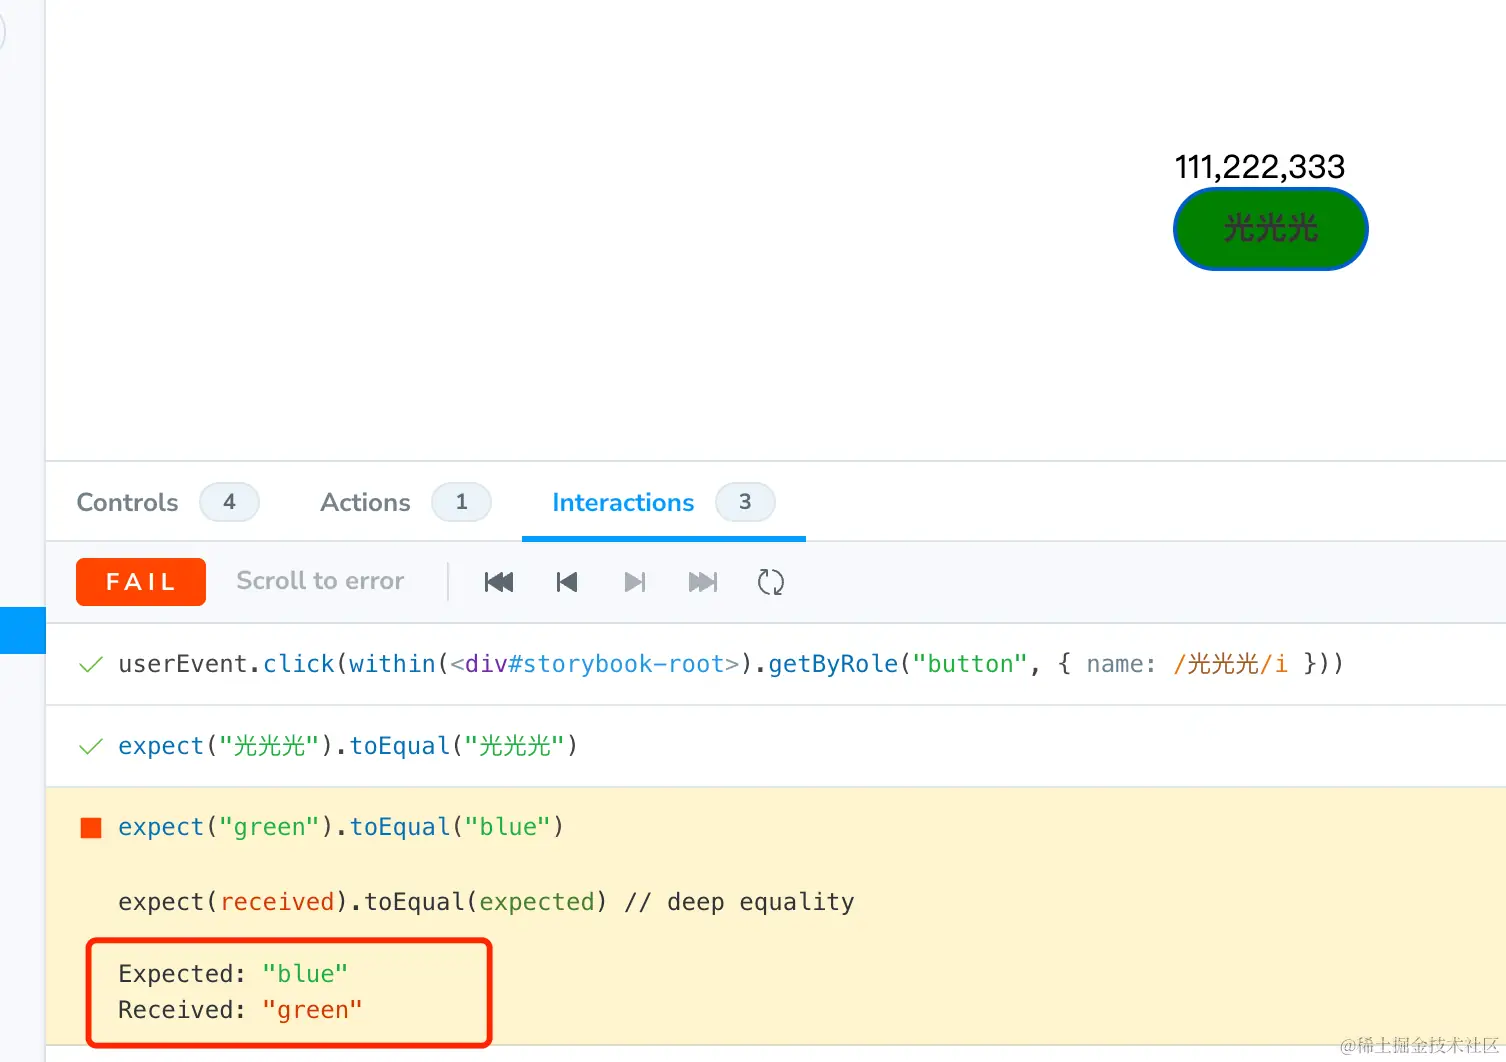 111,222,333
光光光
Controls 4 Actions 1 Interactions 3
FAIL Scroll to error
userEvent.click(within(<div#storybook-root>).getByRole("button", { name: /光光光/i }))
expect("光光光").toEqual("光光光")
expect("green").toEqual("blue")
expect(received).toEqual(expected) // deep equality
Expected: "blue"
Received: "green"
@稀土掘金技术社区